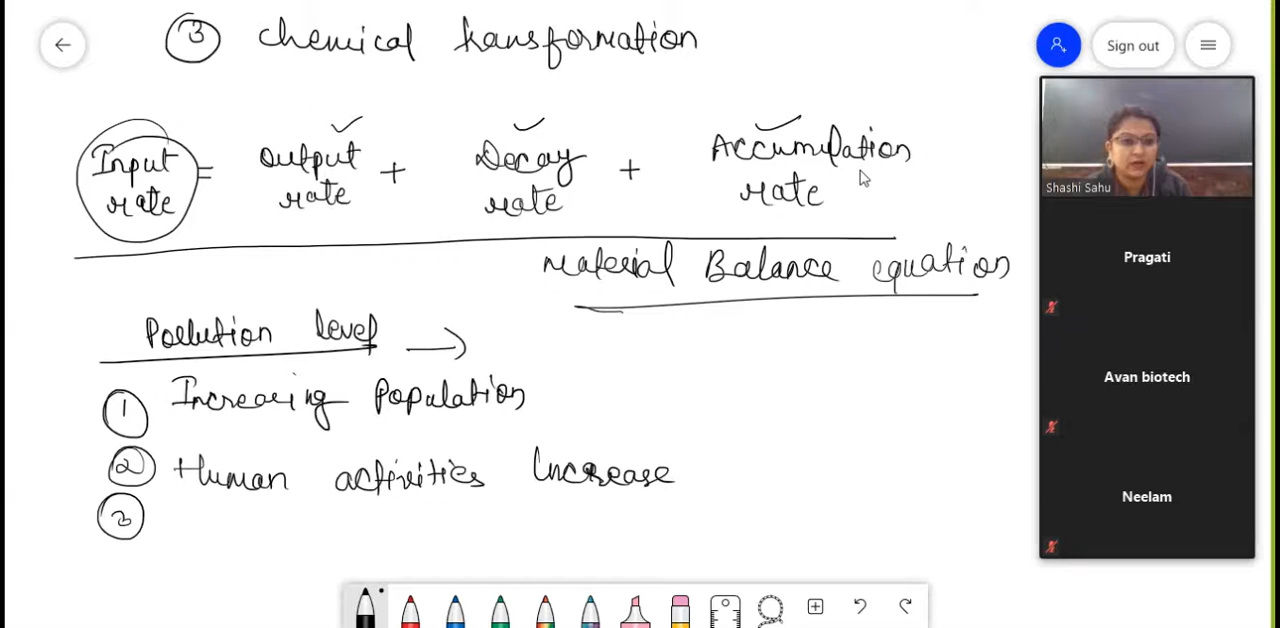 ③ Chemical transformation
Sign out
Input rate = Output rate + Decay rate + Accumulation rate
Shashi Sahu
Material Balance equation
Pragati
Pollution level →
① Increasing Population
Avan biotech
② Human activities Increase
③
Neelam